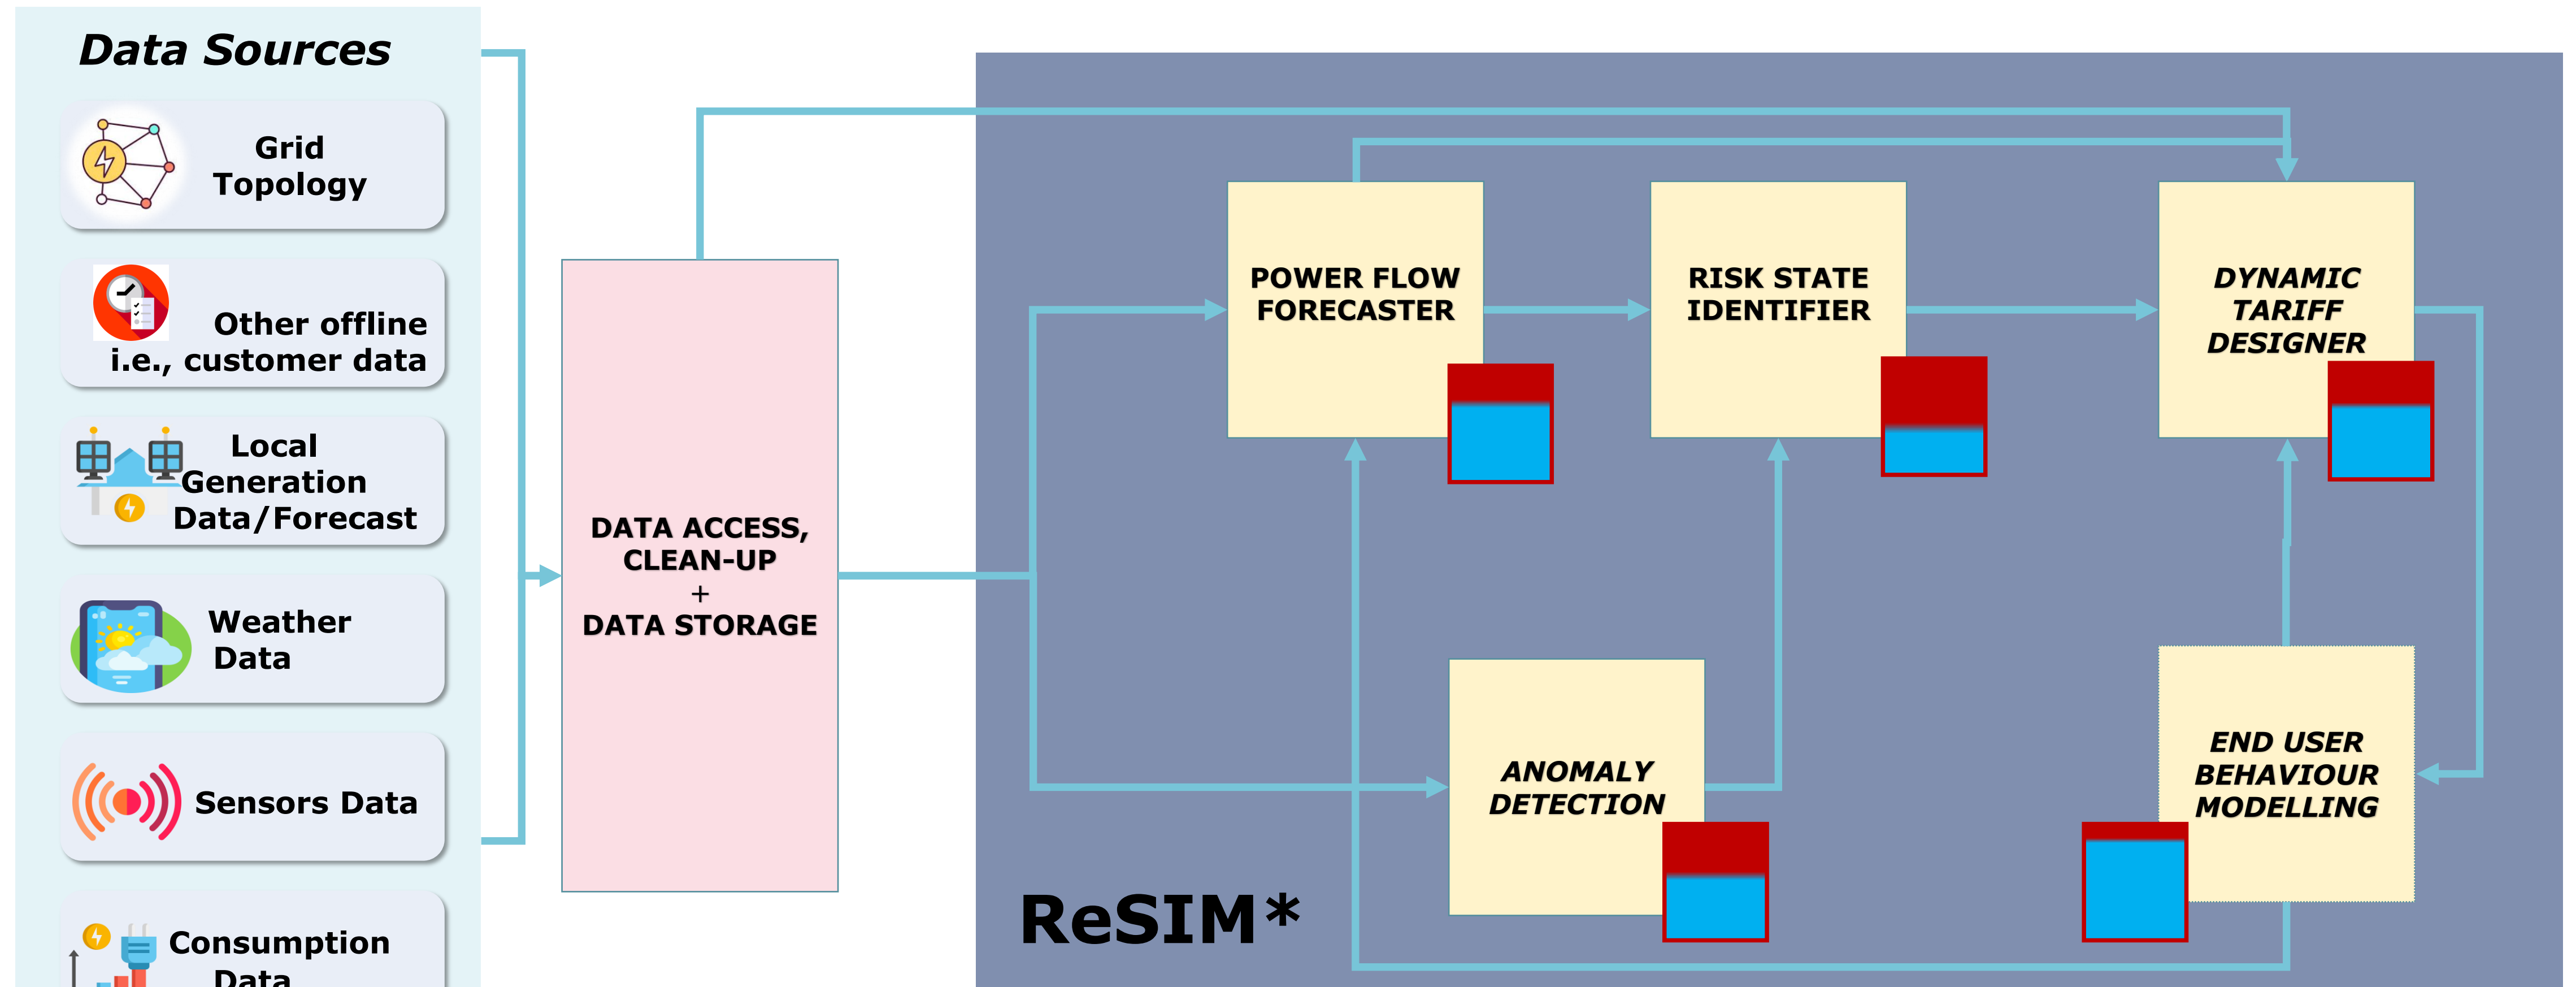 Data Sources
Grid
Topology
Other offline
i.e., customer data
Local
Generation
Data/Forecast
Weather
Data
Sensors Data
Consumption
Data
DATA ACCESS,
CLEAN-UP
+
DATA STORAGE
POWER FLOW
FORECASTER
RISK STATE
IDENTIFIER
DYNAMIC
TARIFF
DESIGNER
ANOMALY
DETECTION
END USER
BEHAVIOUR
MODELLING
ReSIM*